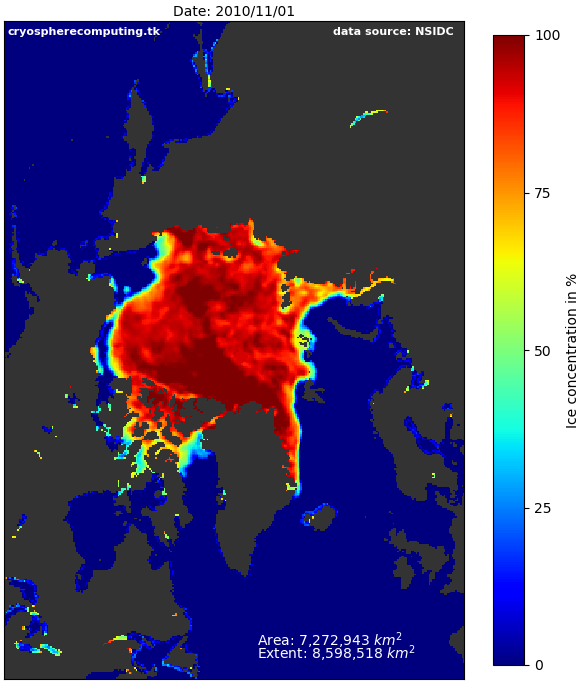 Date: 2010/11/01
cryospherecomputing.tk
data source: NSIDC
100
75
50
25
0
Ice concentration in %
Area: 7,272,943 km²
Extent: 8,598,518 km²